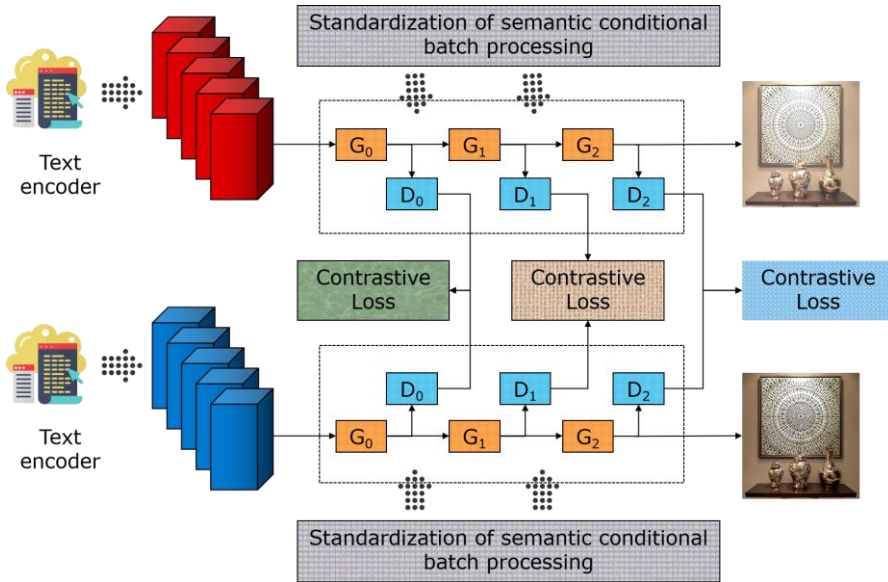 Standardization of semantic conditional
batch processing
Text
encoder
G₀
G₁
G₂
D₀
D₁
D₂
Contrastive
Loss
Contrastive
Loss
Contrastive
Loss
Text
encoder
D₀
D₁
D₂
G₀
G₁
G₂
Standardization of semantic conditional
batch processing